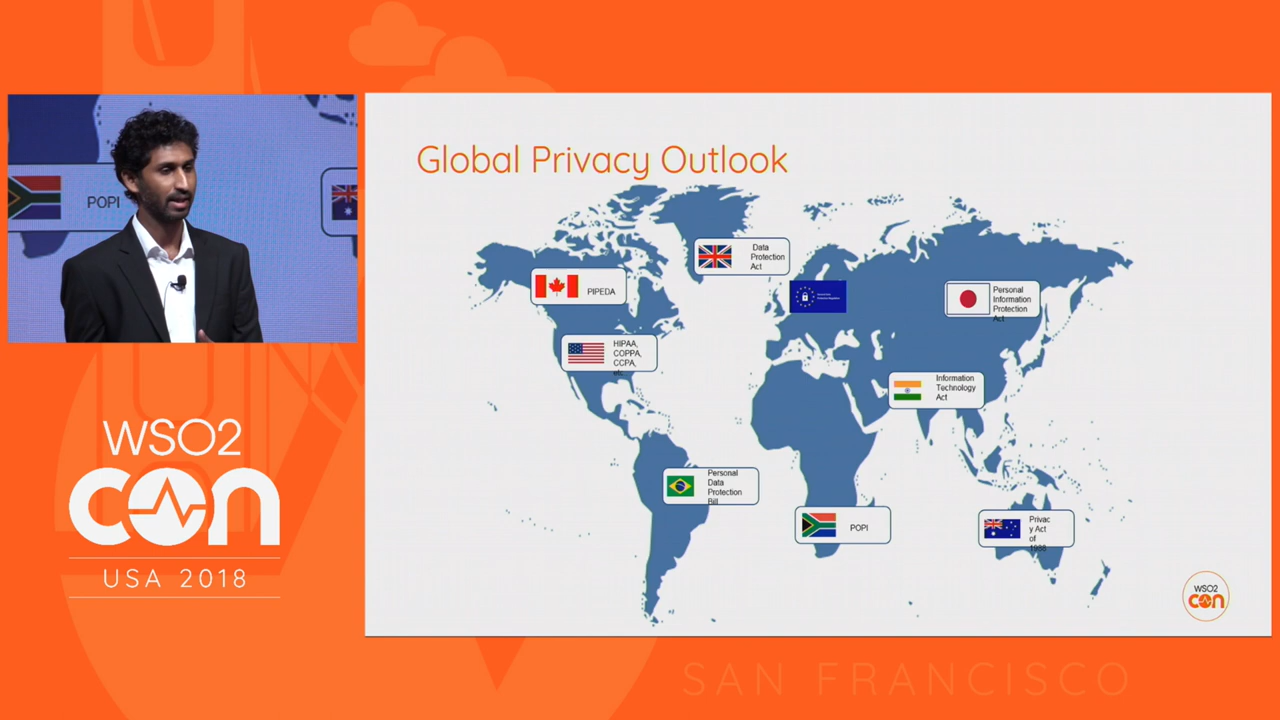 POPI
WSO2
con
USA 2018
Global Privacy Outlook
Data
Protection
Act
PIPEDA
Personal
Information
Protection
Act
HIPAA,
COPPA,
CCPA,
etc
Information
Technology
Act
Personal
Data
Protection
Bill
POPI
Privac
y Act
of
1988
WSO2
con
SAN FRANCISCO